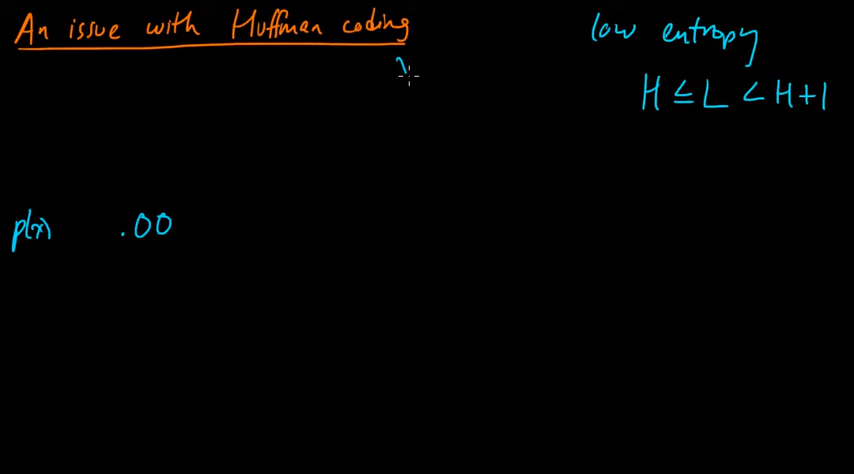 An issue with Huffman coding
low entropy
H ≤ L < H + 1
p(x) .00